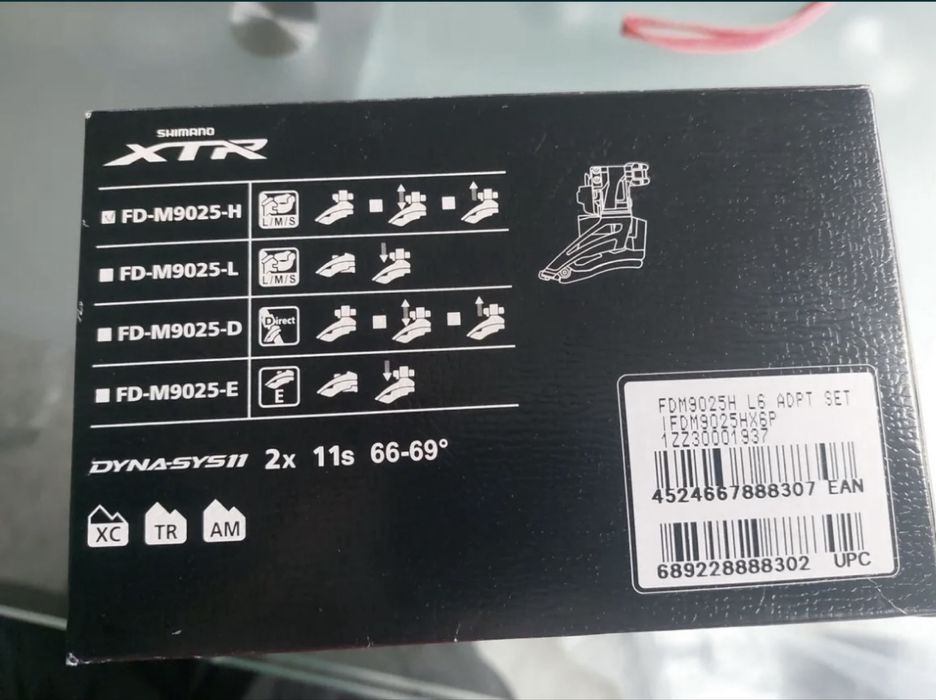 SHIMANO
XTR
FD-M9025-H
L/M/S
FD-M9025-L
L/M/S
FD-M9025-D
Direct
FD-M9025-E
E
DYNA-SYS11 2x 11s 66-69°
XC TR AM
FDM9025H L6 ADPT SET
IFDM9025HX6P
1ZZ30001937
4524667888307 EAN
689228888302 UPC